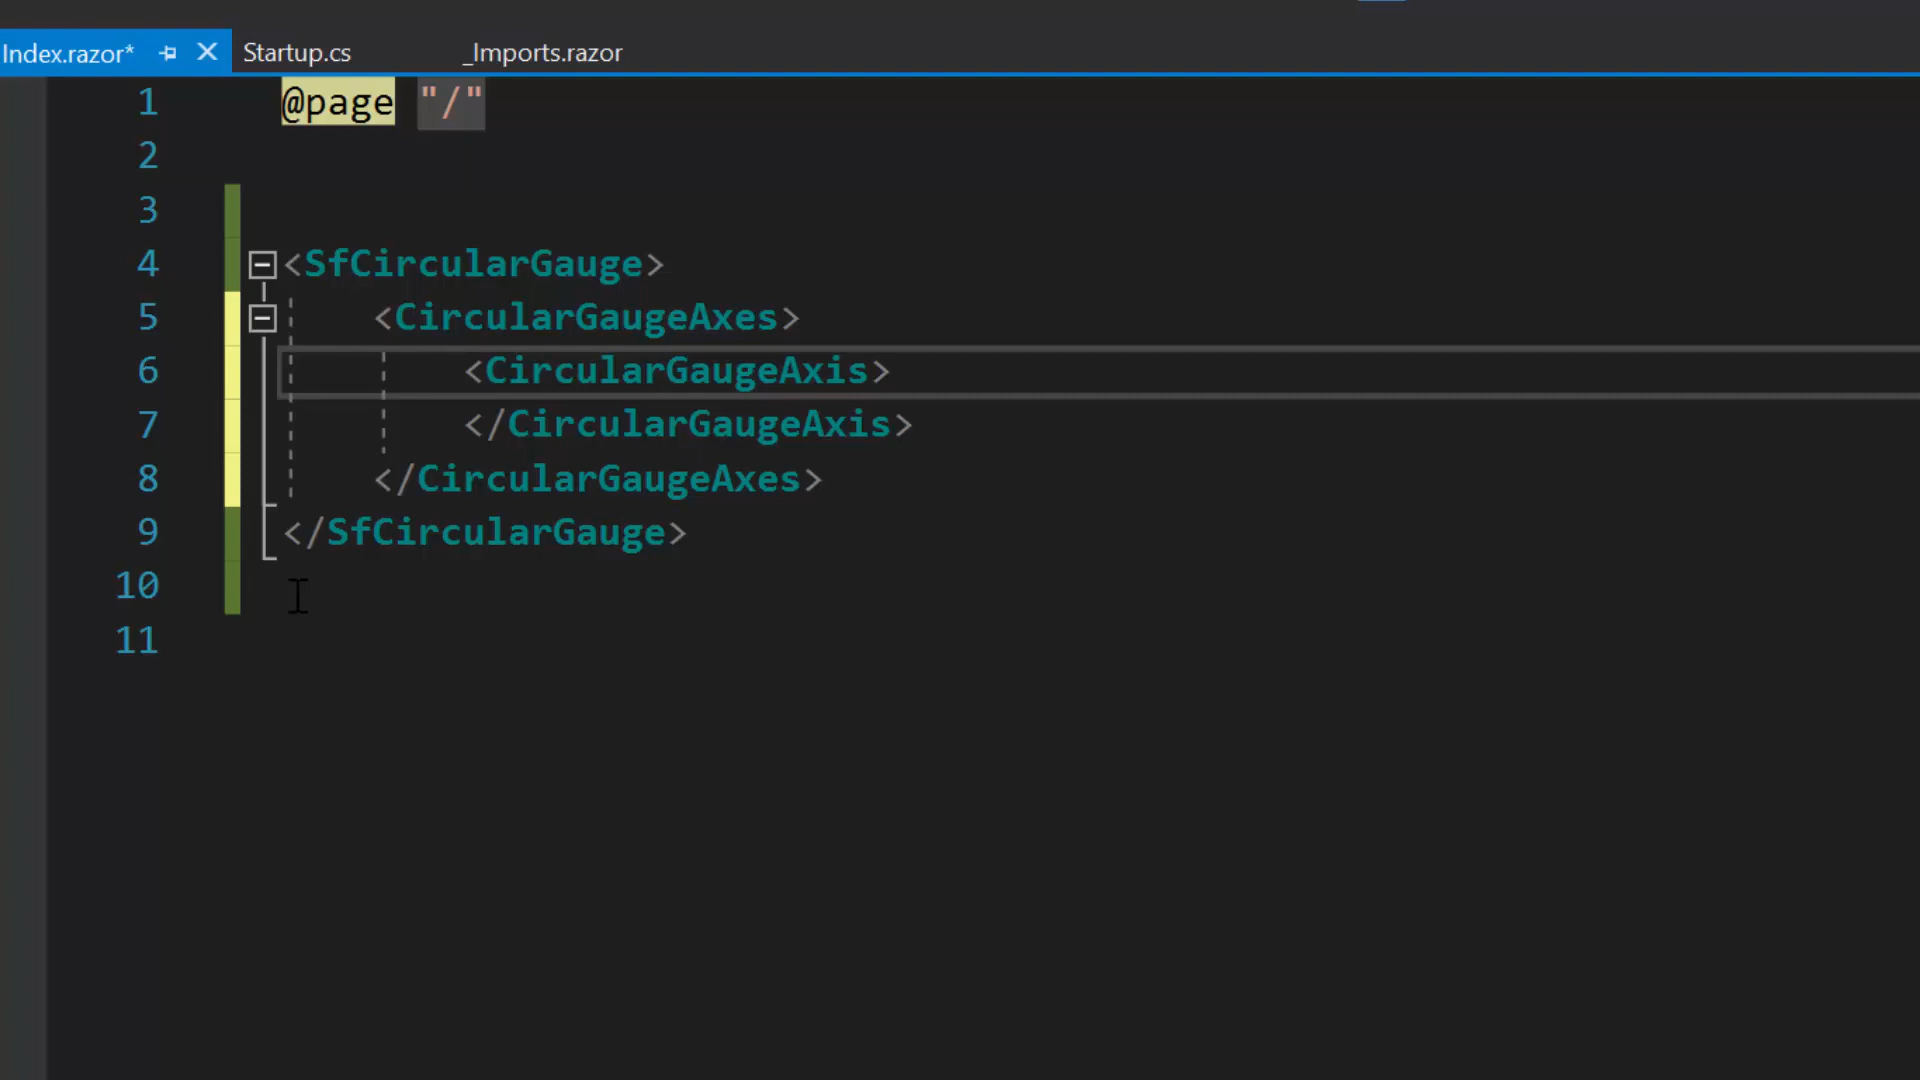 Index.razor* Startup.cs _Imports.razor
1 @page "/"
2
3
4 <SfCircularGauge>
5 <CircularGaugeAxes>
6 <CircularGaugeAxis>
7 </CircularGaugeAxis>
8 </CircularGaugeAxes>
9 </SfCircularGauge>
10
11